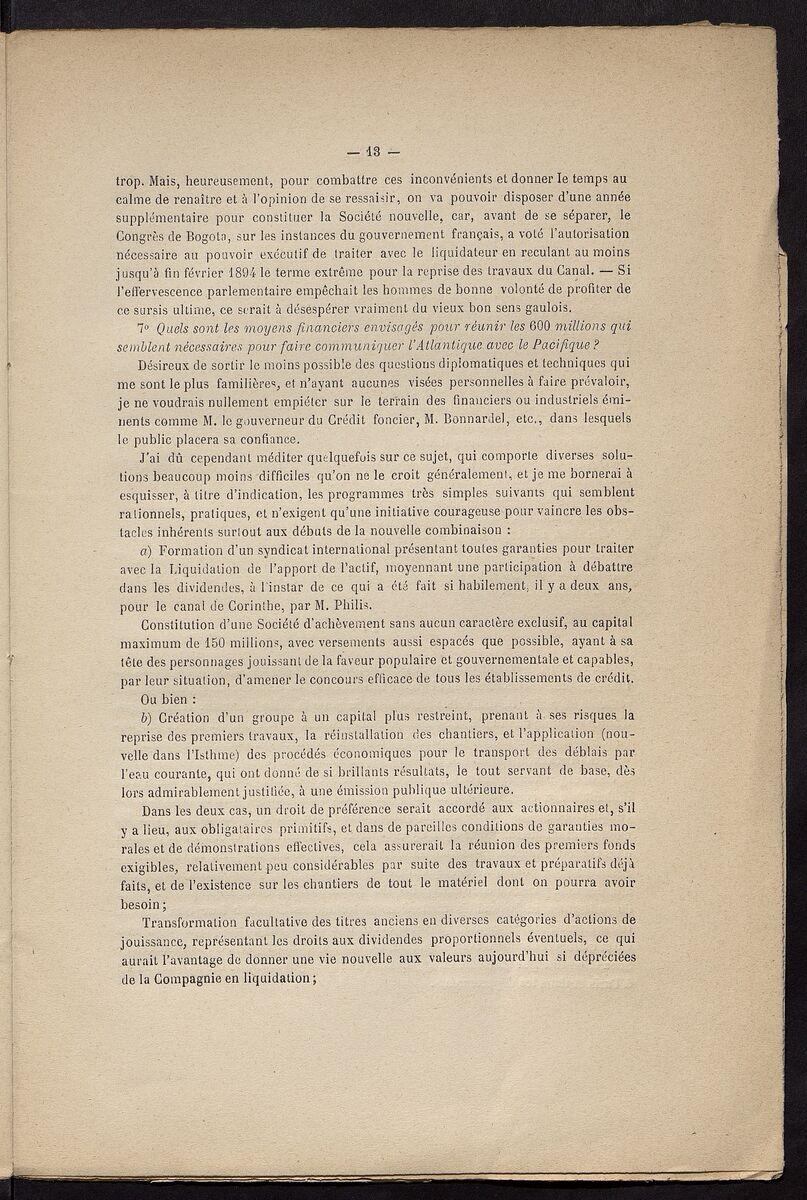 — 13 —
trop. Mais, heureusement, pour combattre ces inconvénients et donner le temps au
calme de renaître et à l'opinion de se ressaisir, on va pouvoir disposer d'une année
supplémentaire pour constituer la Société nouvelle, car, avant de se séparer, le
Congrès de Bogota, sur les instances du gouvernement français, a voté l'autorisation
nécessaire au pouvoir exécutif de traiter avec le liquidateur en reculant au moins
jusqu'à fin février 1894 le terme extrême pour la reprise des travaux du Canal. — Si
l'effervescence parlementaire empêchait les hommes de bonne volonté de profiter de
ce sursis ultime, ce serait à désespérer vraiment du vieux bon sens gaulois.
7º Quels sont les moyens financiers envisagés pour réunir les 600 millions qui
semblent nécessaires pour faire communiquer l'Atlantique avec le Pacifique ?
Désireux de sortir le moins possible des questions diplomatiques et techniques qui
me sont le plus familières, et n'ayant aucunes visées personnelles à faire prévaloir,
je ne voudrais nullement empiéter sur le terrain des financiers ou industriels émi-
nents comme M. le gouverneur du Crédit foncier, M. Bonnardel, etc., dans lesquels
le public placera sa confiance.
J'ai dû cependant méditer quelquefois sur ce sujet, qui comporte diverses solu-
tions beaucoup moins difficiles qu'on ne le croit généralement, et je me bornerai à
esquisser, à titre d'indication, les programmes très simples suivants qui semblent
rationnels, pratiques, et n'exigent qu'une initiative courageuse pour vaincre les obs-
tacles inhérents surtout aux débuts de la nouvelle combinaison :
a) Formation d'un syndicat international présentant toutes garanties pour traiter
avec la Liquidation de l'apport de l'actif, moyennant une participation à débattre
dans les dividendes, à l'instar de ce qui a été fait si habilement, il y a deux ans,
pour le canal de Corinthe, par M. Philis.
Constitution d'une Société d'achèvement sans aucun caractère exclusif, au capital
maximum de 150 millions, avec versements aussi espacés que possible, ayant à sa
tête des personnages jouissant de la faveur populaire et gouvernementale et capables,
par leur situation, d'amener le concours efficace de tous les établissements de crédit.
Ou bien :
b) Création d'un groupe à un capital plus restreint, prenant à ses risques la
reprise des premiers travaux, la réinstallation des chantiers, et l'application (nou-
velle dans l'Isthme) des procédés économiques pour le transport des déblais par
l'eau courante, qui ont donné de si brillants résultats, le tout servant de base, dès
lors admirablement justifiée, à une émission publique ultérieure.
Dans les deux cas, un droit de préférence serait accordé aux actionnaires et, s'il
y a lieu, aux obligataires primitifs, et dans de pareilles conditions de garanties mo-
rales et de démonstrations effectives, cela assurerait la réunion des premiers fonds
exigibles, relativement peu considérables par suite des travaux et préparatifs déjà
faits, et de l'existence sur les chantiers de tout le matériel dont on pourra avoir
besoin ;
Transformation facultative des titres anciens en diverses catégories d'actions de
jouissance, représentant les droits aux dividendes proportionnels éventuels, ce qui
aurait l'avantage de donner une vie nouvelle aux valeurs aujourd'hui si dépréciées
de la Compagnie en liquidation ;